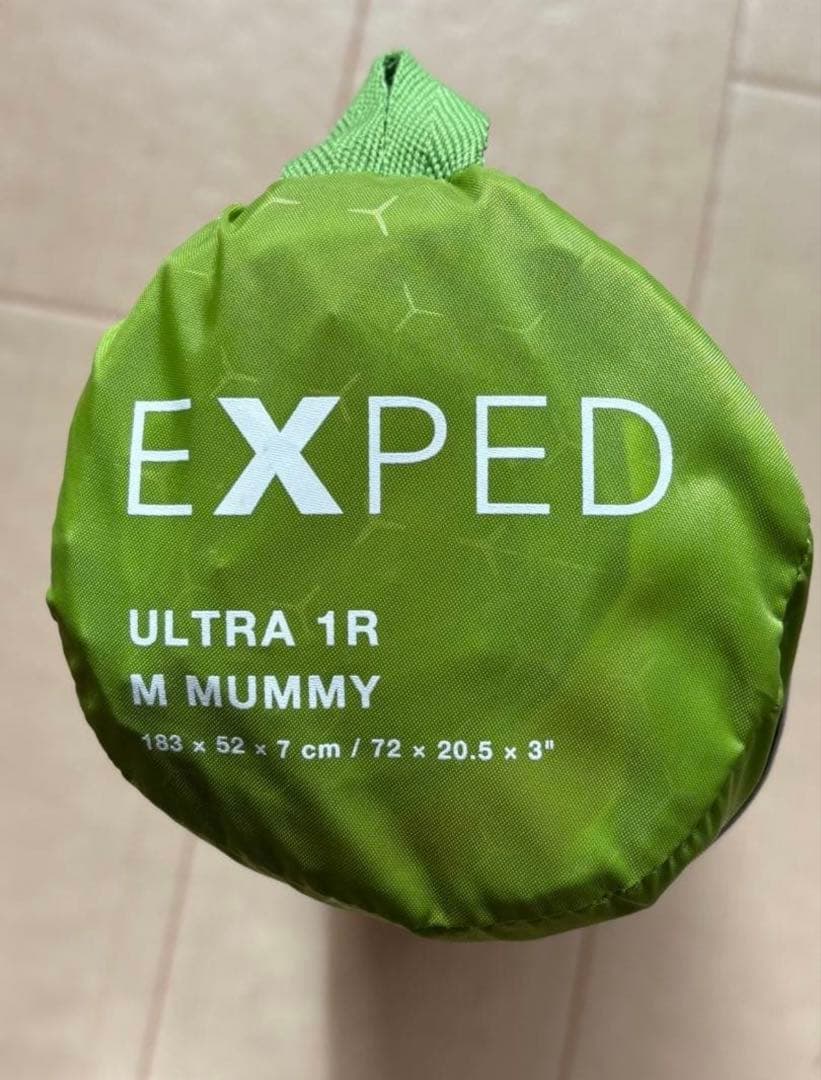 EXPED
ULTRA 1R
M MUMMY
183 × 52 × 7 cm / 72 × 20.5 × 3"